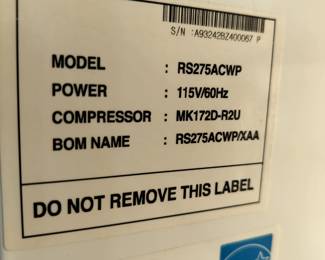 S/N : A93242BZ400067 P
MODEL : RS275ACWP
POWER : 115V/60Hz
COMPRESSOR : MK172D-R2U
BOM NAME : RS275ACWP/XAA
DO NOT REMOVE THIS LABEL